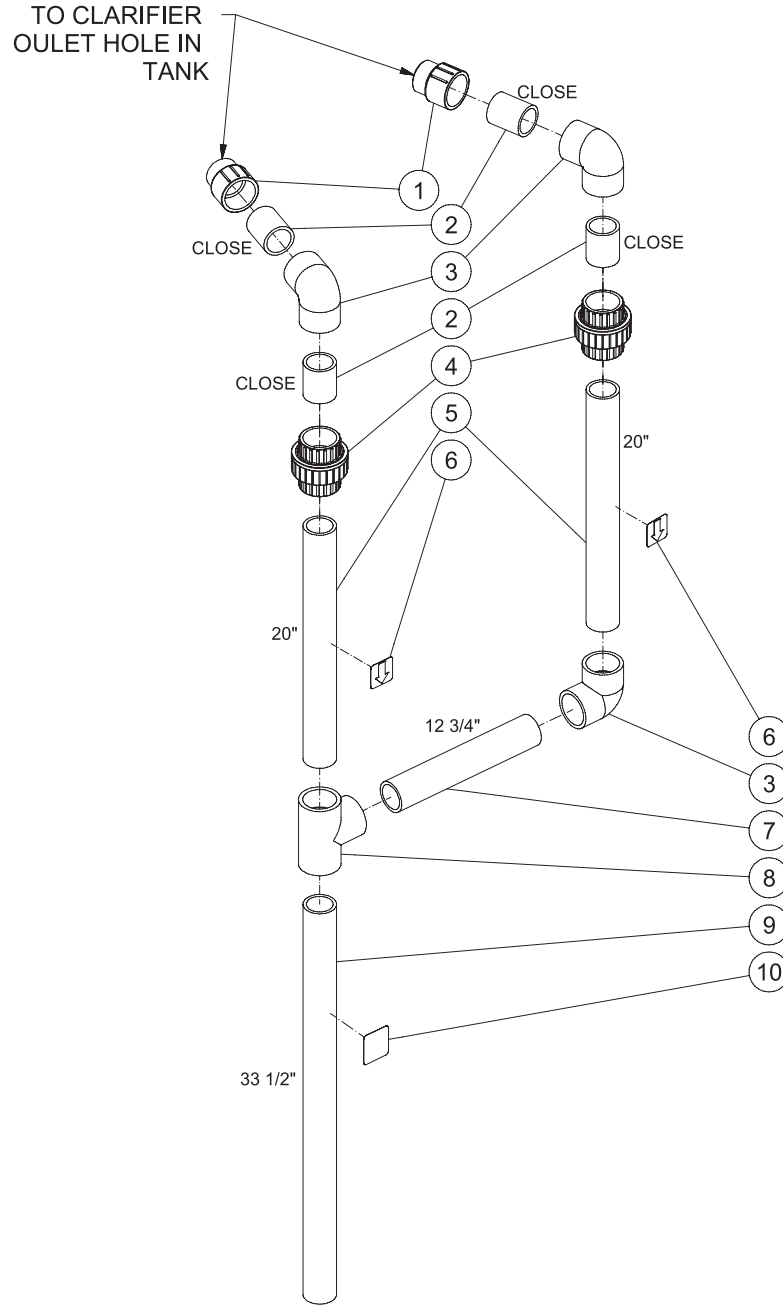 TO CLARIFIER
OULET HOLE IN
TANK
CLOSE
1
2
CLOSE
CLOSE
3
2
CLOSE
4
5
20"
6
20"
12 3/4"
6
3
7
8
9
10
33 1/2"